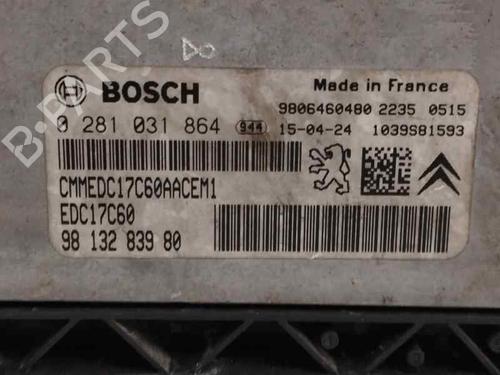 B-PARTS
BOSCH
Made in France
9806460480 2235 0515
0 281 031 864 944 15-04-24 1039S81593
CMMEDC17C60AACEM1
EDC17C60
98 132 839 80